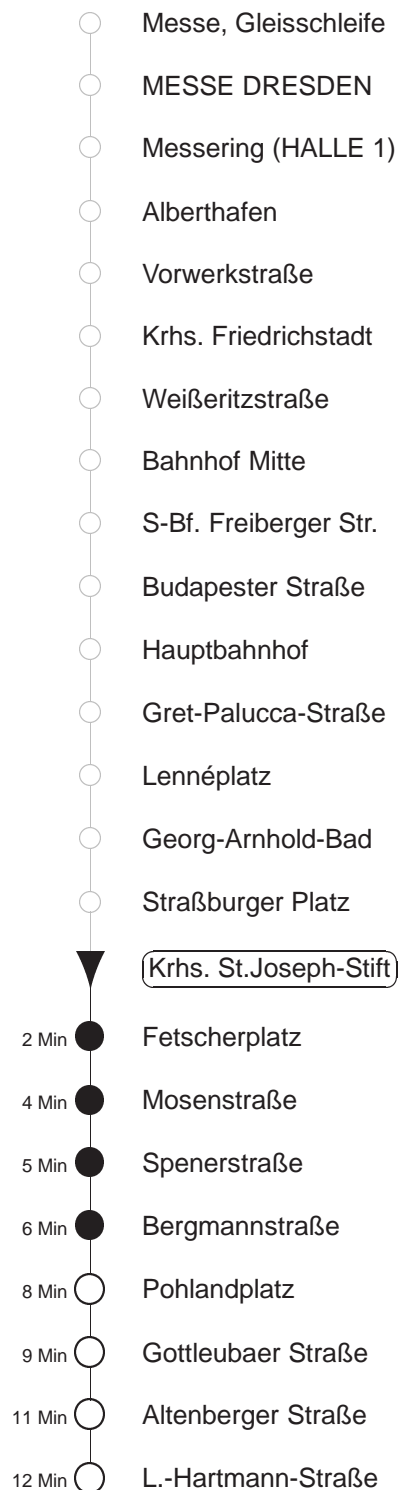 Messe, Gleisschleife
MESSE DRESDEN
Messering (HALLE 1)
Alberthafen
Vorwerkstraße
Krhs. Friedrichstadt
Weißeritzstraße
Bahnhof Mitte
S-Bf. Freiberger Str.
Budapester Straße
Hauptbahnhof
Gret-Palucca-Straße
Lennéplatz
Georg-Arnhold-Bad
Straßburger Platz
Krhs. St.Joseph-Stift
2 Min Fetscherplatz
4 Min Mosenstraße
5 Min Spenerstraße
6 Min Bergmannstraße
8 Min Pohlandplatz
9 Min Gottleubaer Straße
11 Min Altenberger Straße
12 Min L.-Hartmann-Straße